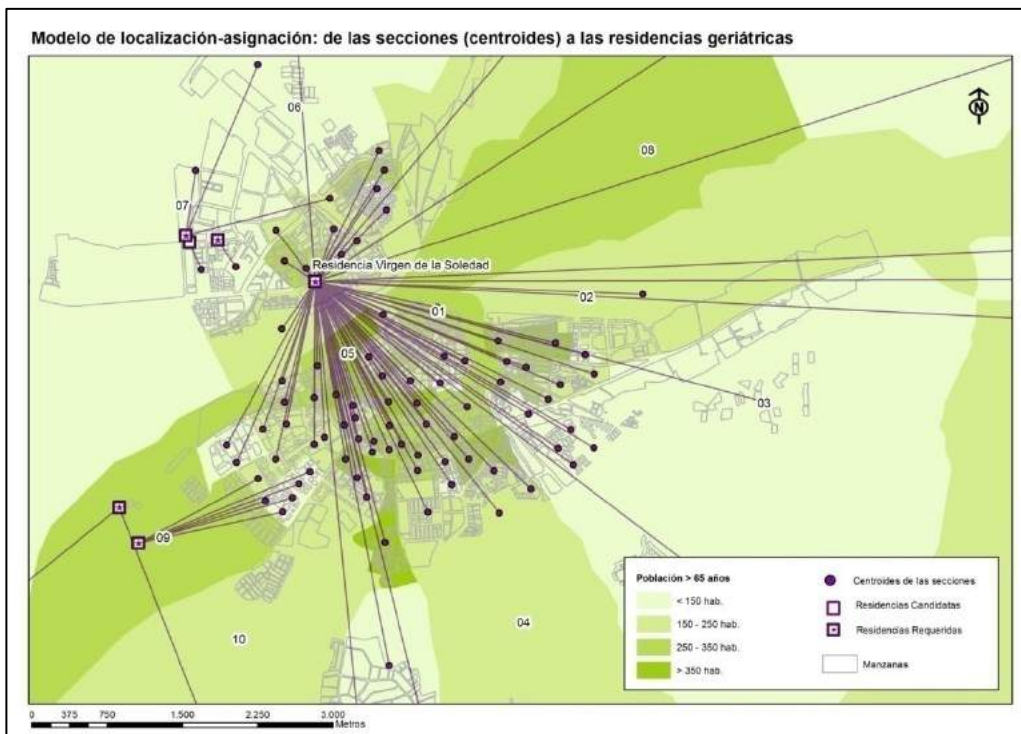 Modelo de localización-asignación: de las secciones (centroides) a las residencias geriátricas
N
06
08
07
Residencia Virgen de la Soledad
02
01
05
03
09
10
04
Población > 65 años
< 150 hab.
150 - 250 hab.
250 - 350 hab.
> 350 hab.
Centroides de las secciones
Residencias Candidatas
Residencias Requeridas
Manzanas
0 375 750 1.500 2.250 3.000
Metros